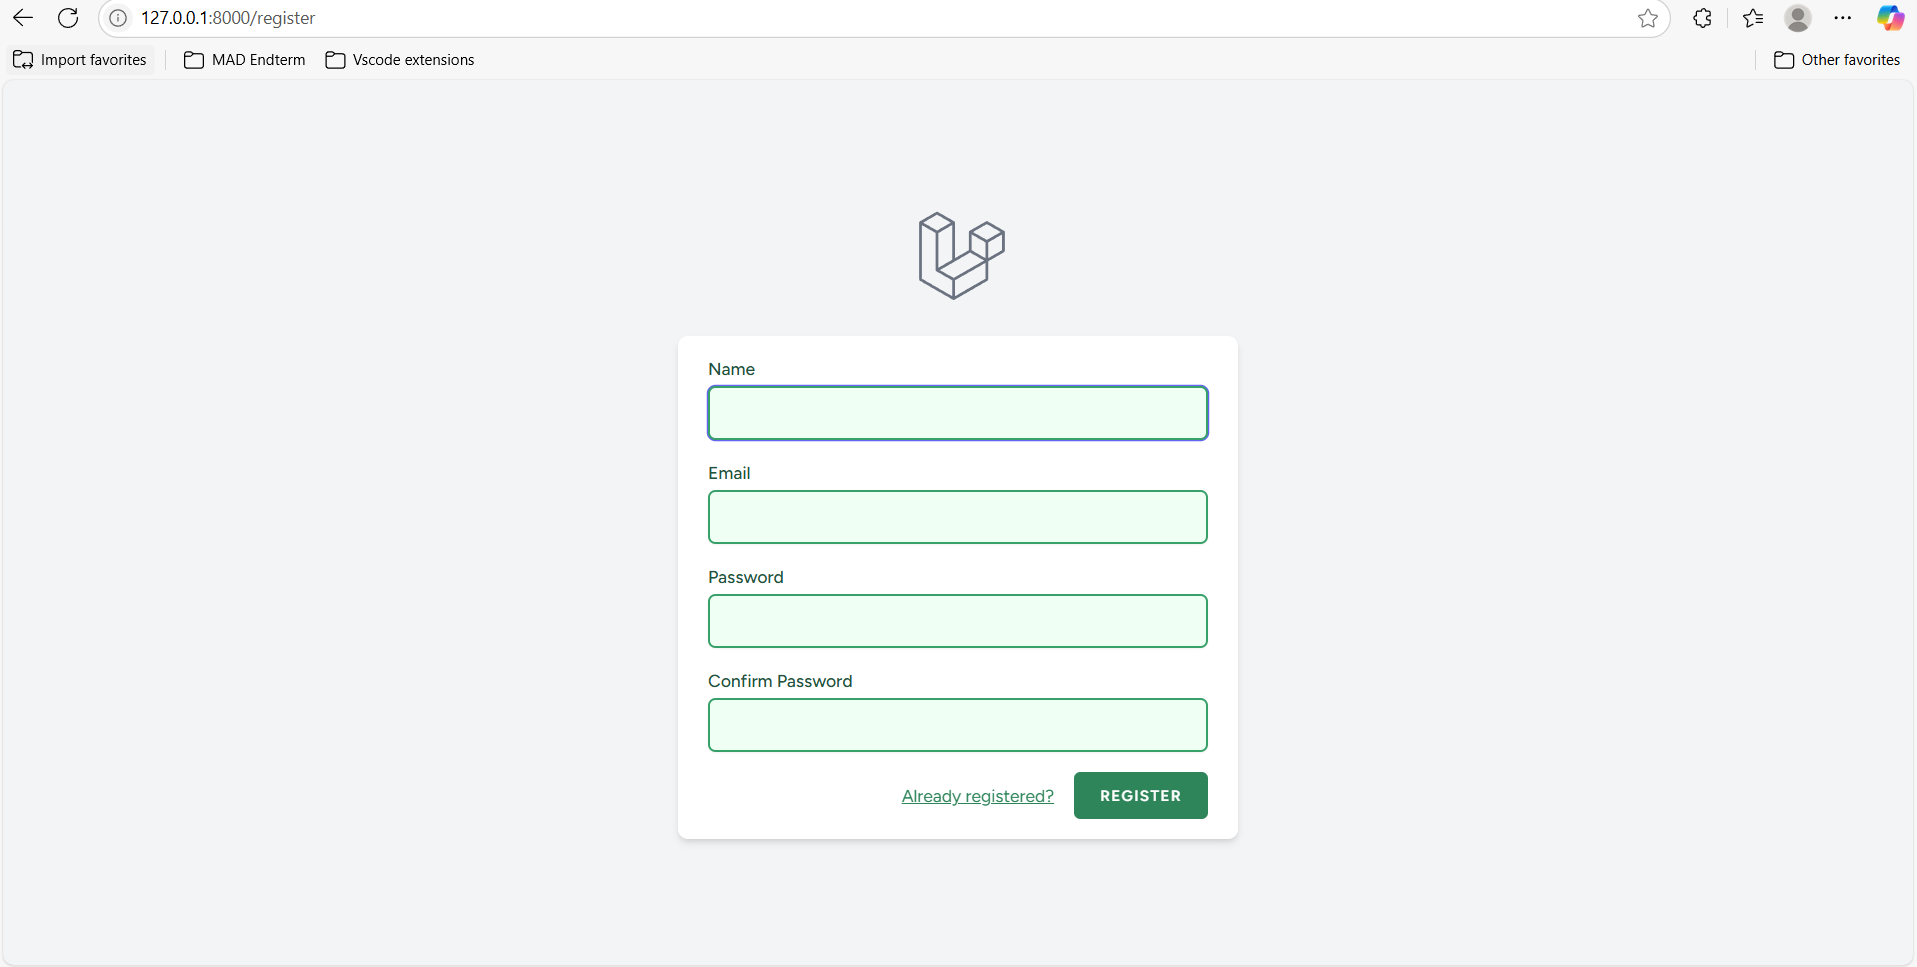 127.0.0.1:8000/register
Import favorites
MAD Endterm
Vscode extensions
Other favorites
Name
Email
Password
Confirm Password
Already registered?
REGISTER